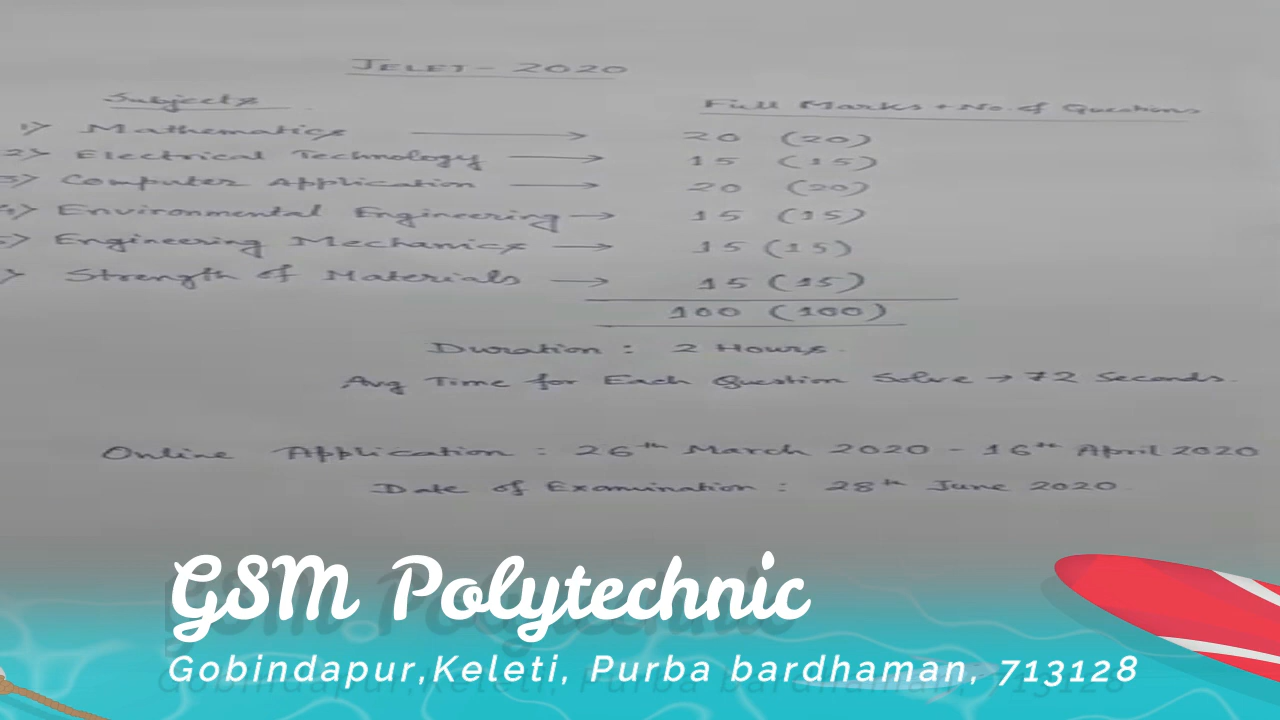 JELET - 2020
Subjects Full Marks + No. of Questions
1) Mathematics → 20 (20)
2) Electrical Technology → 15 (15)
3) Computer Application → 20 (20)
4) Environmental Engineering → 15 (15)
5) Engineering Mechanics → 15 (15)
) Strength of Materials → 15 (15)
100 (100)
Duration : 2 Hours
Avg Time for Each Question Solve → 72 Seconds.
Online Application : 26th March 2020 - 16th April 2020
Date of Examination : 28th June 2020
GSM Polytechnic
Gobindapur,Keleti, Purba bardhaman, 713128